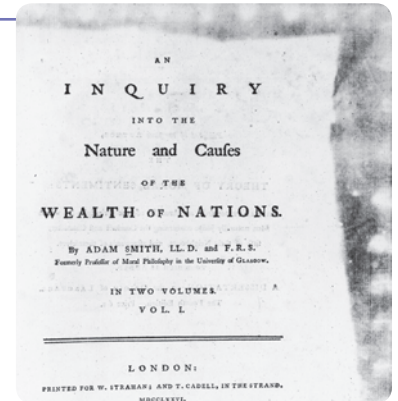 AN
INQUIRY
INTO THE
Nature and Cauſes
OF THE
WEALTH OF NATIONS.
By ADAM SMITH, LL. D. and F. R. S.
Formerly Profeſſor of Moral Philoſophy in the Univerſity of GLASGOW.
IN TWO VOLUMES.
VOL. I.
LONDON:
PRINTED FOR W. STRAHAN; AND T. CADELL, IN THE STRAND.
MDCCLXXVI.